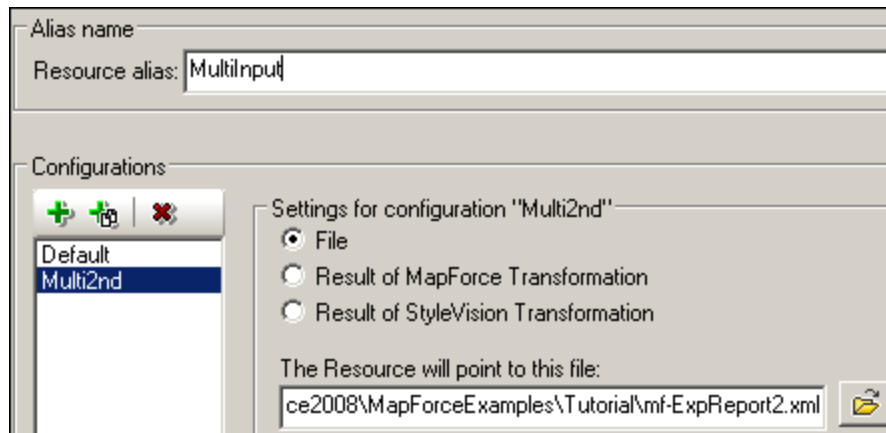 Alias name
Resource alias: MultiInput
Configurations
Settings for configuration "Multi2nd"
Default
Multi2nd
File
Result of MapForce Transformation
Result of StyleVision Transformation
The Resource will point to this file:
ce2008\MapForceExamples\Tutorial\mf-ExpReport2.xml